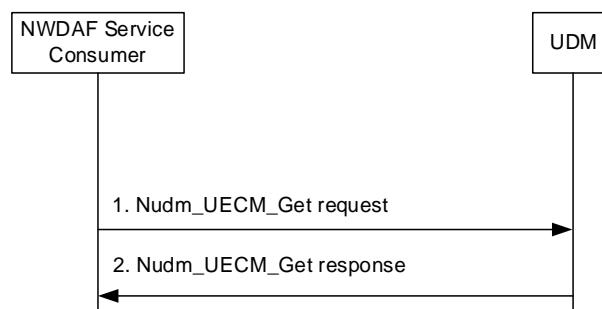 NWDAF Service
Consumer
UDM
1. Nudm_UECM_Get request
2. Nudm_UECM_Get response